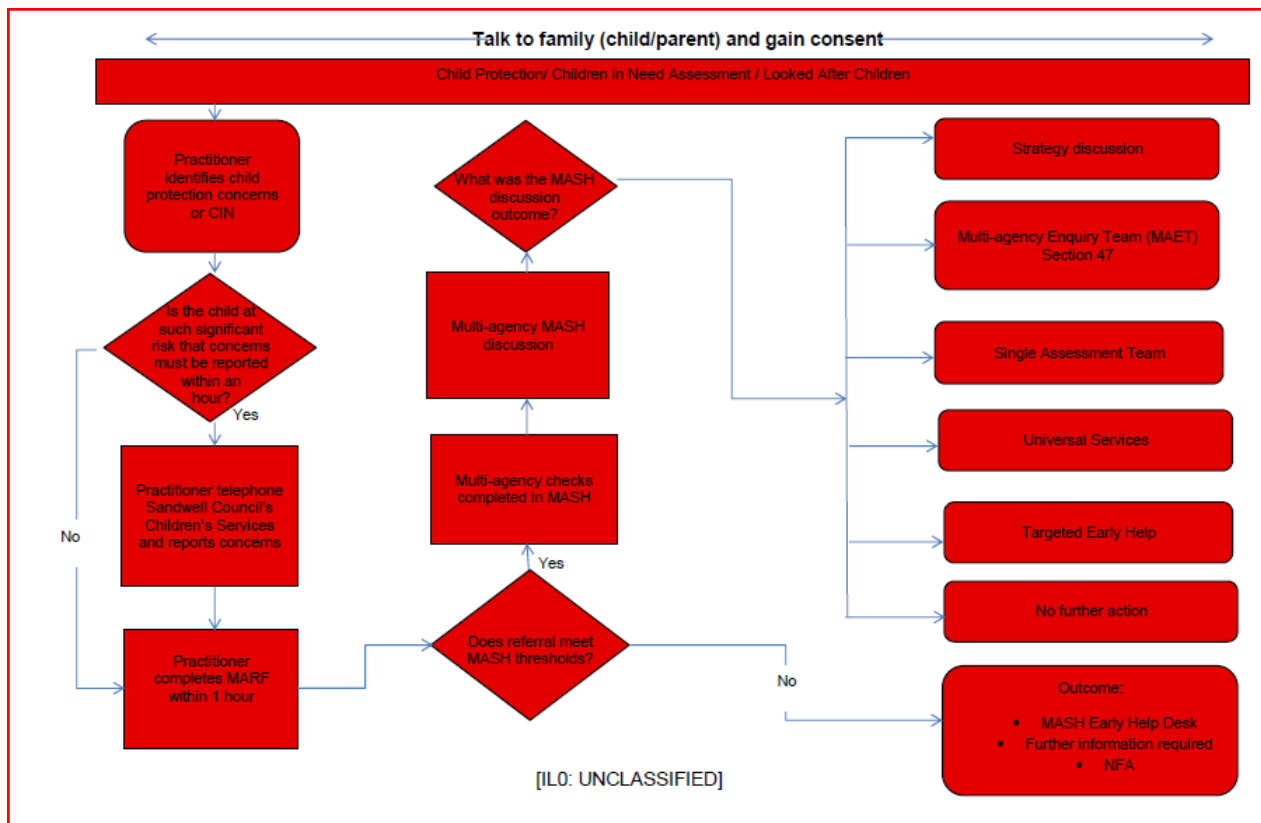 Talk to family (child/parent) and gain consent
Child Protection/ Children in Need Assessment / Looked After Children
Practitioner
identifies child
protection concerns
or CIN
Is the child at
such significant
risk that concerns
must be reported
within an
hour?
Yes
No
Practitioner telephone
Sandwell Council's
Children's Services
and reports concerns
Practitioner
completes MARF
within 1 hour
What was the MASH
discussion
outcome?
Multi-agency MASH
discussion
Multi-agency checks
completed in MASH
Yes
Does referral meet
MASH thresholds?
No
Strategy discussion
Multi-agency Enquiry Team (MAET)
Section 47
Single Assessment Team
Universal Services
Targeted Early Help
No further action
Outcome:
• MASH Early Help Desk
• Further information required
• NFA
[IL0: UNCLASSIFIED]